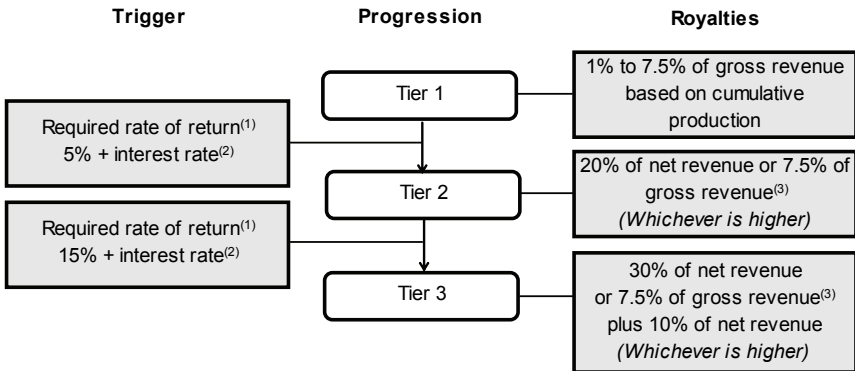 Trigger
Progression
Royalties
Tier 1
1% to 7.5% of gross revenue
based on cumulative
production
Required rate of return(1)
5% + interest rate(2)
Tier 2
20% of net revenue or 7.5% of
gross revenue(3)
(Whichever is higher)
Required rate of return(1)
15% + interest rate(2)
Tier 3
30% of net revenue
or 7.5% of gross revenue(3)
plus 10% of net revenue
(Whichever is higher)